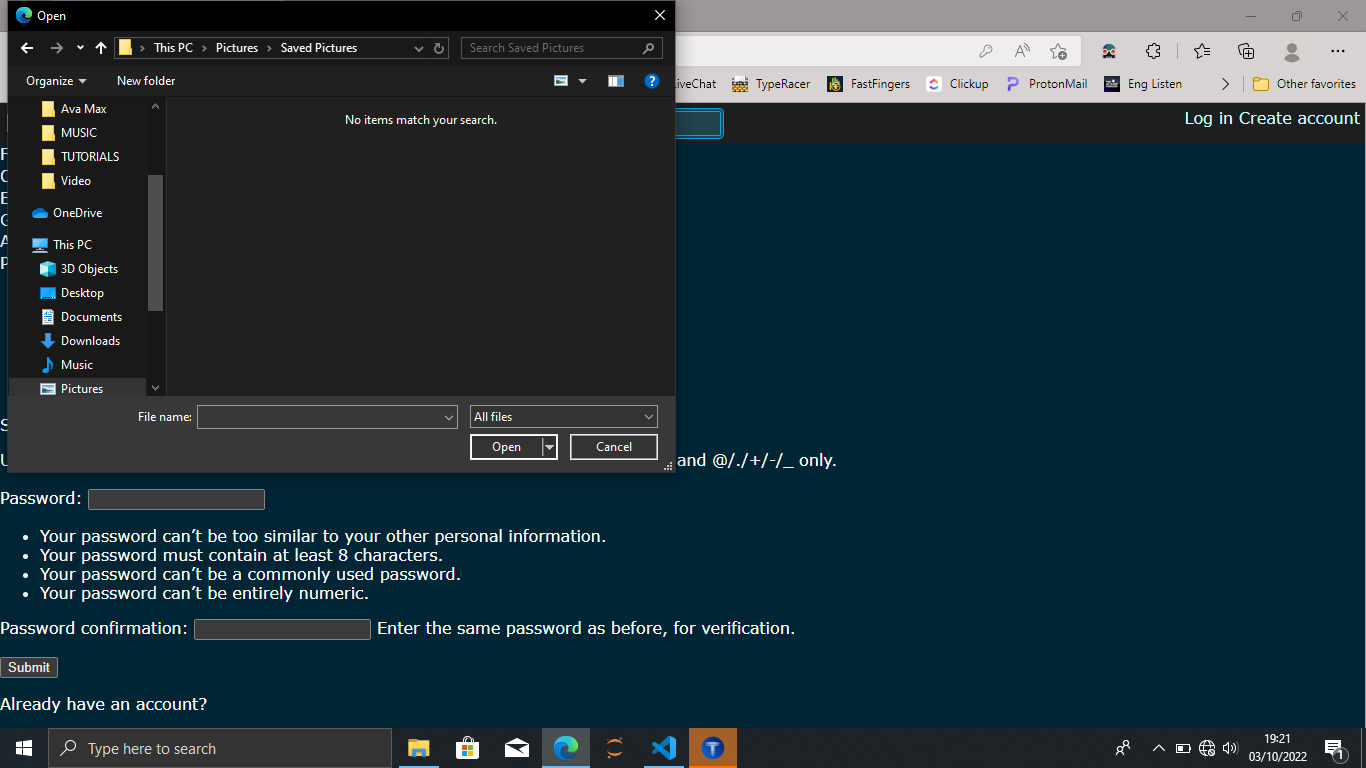 Open
This PC Pictures Saved Pictures
Search Saved Pictures
Organize New folder
LiveChat TypeRacer FastFingers Clickup ProtonMail Eng Listen Other favorites
Ava Max
No items match your search.
Log in Create account
MUSIC
TUTORIALS
Video
OneDrive
This PC
3D Objects
Desktop
Documents
Downloads
Music
Pictures
File name: All files
Open Cancel
and @/./+/-/_ only.
Password:
• Your password can’t be too similar to your other personal information.
• Your password must contain at least 8 characters.
• Your password can’t be a commonly used password.
• Your password can’t be entirely numeric.
Password confirmation: Enter the same password as before, for verification.
Submit
Already have an account?
Type here to search
19:21
03/10/2022
1